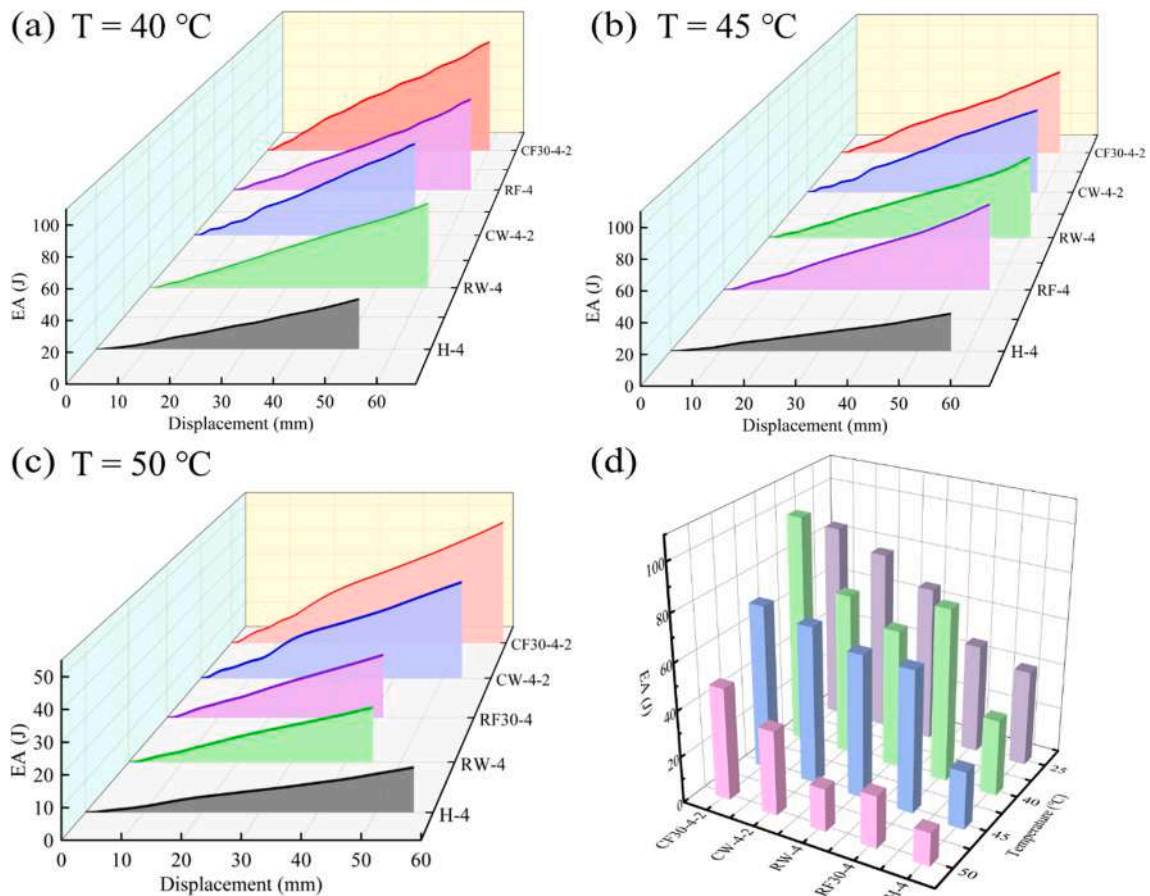 (a) T = 40 °C
CF30-4-2
RF-4
CW-4-2
RW-4
H-4
100
80
60
40
20
0
EA (J)
0 10 20 30 40 50 60
Displacement (mm)
(b) T = 45 °C
CF30-4-2
CW-4-2
RW-4
RF-4
H-4
100
80
60
40
20
0
EA (J)
0 10 20 30 40 50 60
Displacement (mm)
(c) T = 50 °C
CF30-4-2
CW-4-2
RF30-4
RW-4
H-4
50
40
30
20
10
0
EA (J)
0 10 20 30 40 50 60
Displacement (mm)
(d)
100
80
60
40
20
0
EA (J)
CF30-4-2
CW-4-2
RW-4
RF30-4
25
40
45
50
Temperature (°C)